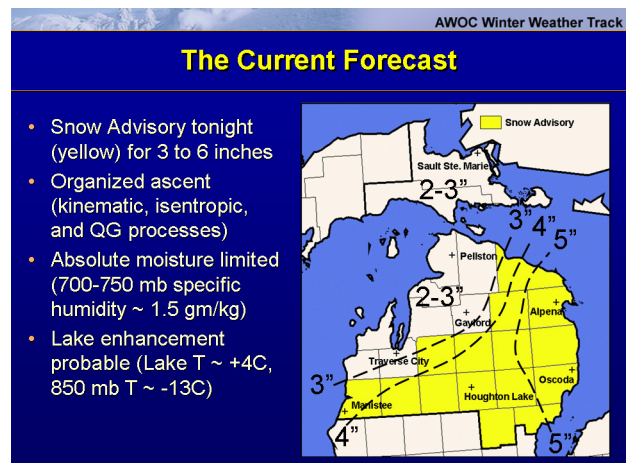 AWOC Winter Weather Track
The Current Forecast
• Snow Advisory tonight
(yellow) for 3 to 6 inches
• Organized ascent
(kinematic, isentropic,
and QG processes)
• Absolute moisture limited
(700-750 mb specific
humidity ~ 1.5 gm/kg)
• Lake enhancement
probable (Lake T ~ +4C,
850 mb T ~ -13C)
Snow Advisory
Sault Ste. Marie
2-3”
3”
4”
5”
Pellston
2-3”
Gaylord
Alpena
Traverse City
3”
Oscoda
Houghton Lake
Manistee
4”
5”